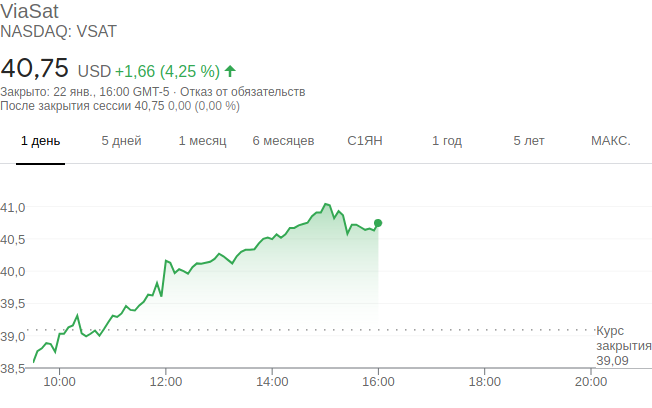 ViaSat
NASDAQ: VSAT
40,75 USD +1,66 (4,25 %)
Закрыто: 22 янв., 16:00 GMT-5 · Отказ от обязательств
После закрытия сессии 40,75 0,00 (0,00 %)
1 день 5 дней 1 месяц 6 месяцев С1ЯН 1 год 5 лет МАКС.
41,0
40,5
40,0
39,5
39,0
38,5
Курс
закрытия
39,09
10:00 12:00 14:00 16:00 18:00 20:00